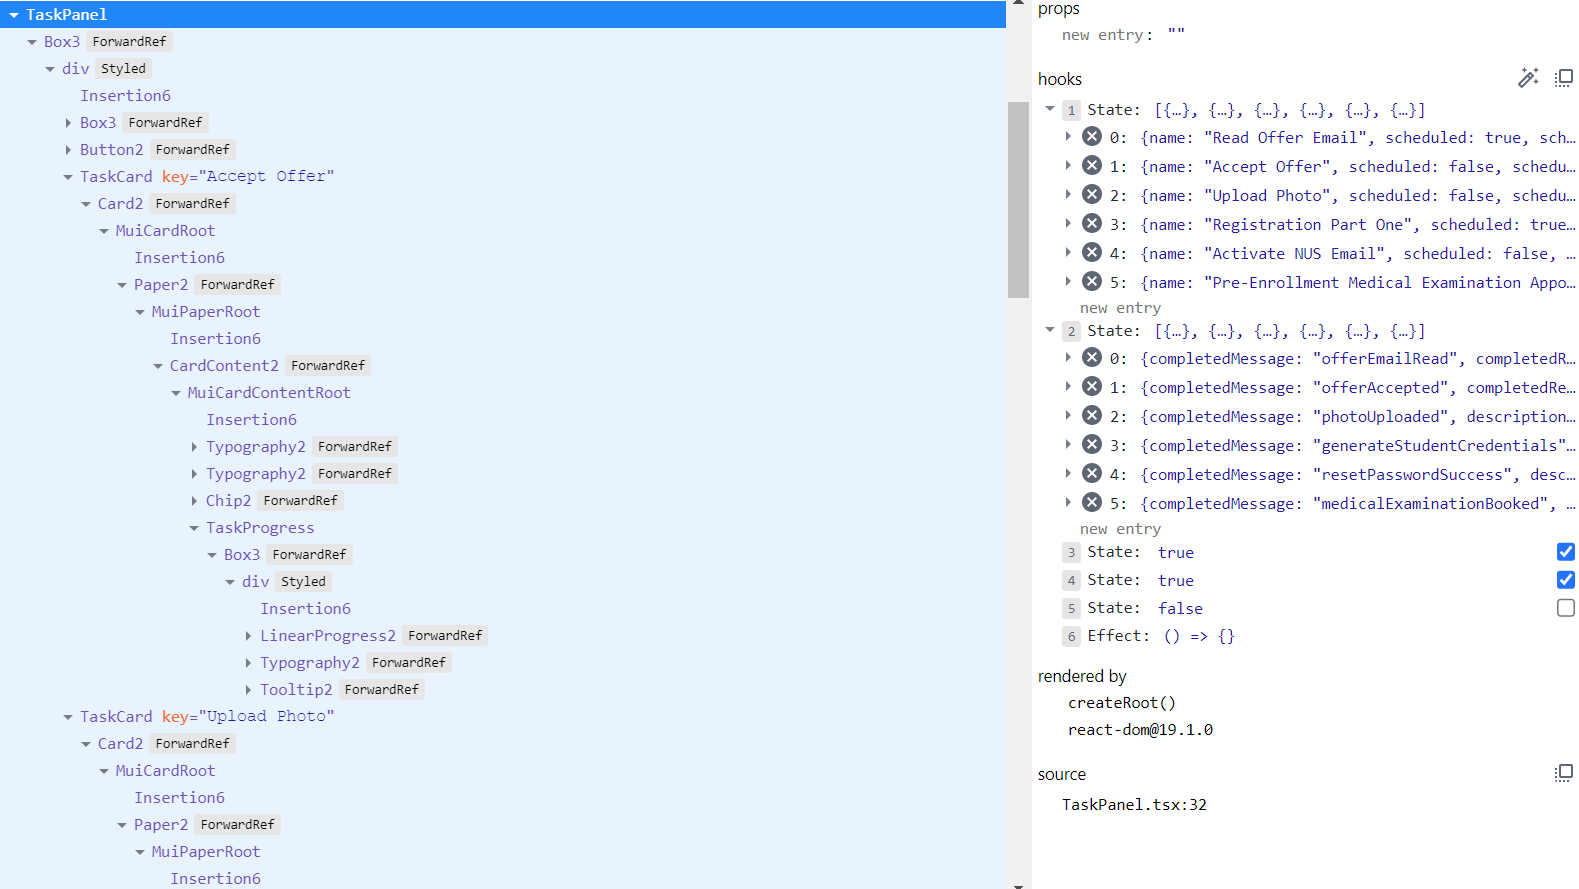 TaskPanel
Box3 ForwardRef
div Styled
Insertion6
Box3 ForwardRef
Button2 ForwardRef
TaskCard key="Accept Offer"
Card2 ForwardRef
MuiCardRoot
Insertion6
Paper2 ForwardRef
MuiPaperRoot
Insertion6
CardContent2 ForwardRef
MuiCardContentRoot
Insertion6
Typography2 ForwardRef
Typography2 ForwardRef
Chip2 ForwardRef
TaskProgress
Box3 ForwardRef
div Styled
Insertion6
LinearProgress2 ForwardRef
Typography2 ForwardRef
Tooltip2 ForwardRef
TaskCard key="Upload Photo"
Card2 ForwardRef
MuiCardRoot
Insertion6
Paper2 ForwardRef
MuiPaperRoot
Insertion6
props
new entry: ""
hooks
1 State: [{…}, {…}, {…}, {…}, {…}, {…}]
0: {name: "Read Offer Email", scheduled: true, sch…
1: {name: "Accept Offer", scheduled: false, schedu…
2: {name: "Upload Photo", scheduled: false, schedu…
3: {name: "Registration Part One", scheduled: true…
4: {name: "Activate NUS Email", scheduled: false, …
5: {name: "Pre-Enrollment Medical Examination Appo…
new entry
2 State: [{…}, {…}, {…}, {…}, {…}, {…}]
0: {completedMessage: "offerEmailRead", completedR…
1: {completedMessage: "offerAccepted", completedRe…
2: {completedMessage: "photoUploaded", description…
3: {completedMessage: "generateStudentCredentials"…
4: {completedMessage: "resetPasswordSuccess", desc…
5: {completedMessage: "medicalExaminationBooked", …
new entry
3 State: true
4 State: true
5 State: false
6 Effect: () => {}
rendered by
createRoot()
react-dom@19.1.0
source
TaskPanel.tsx:32